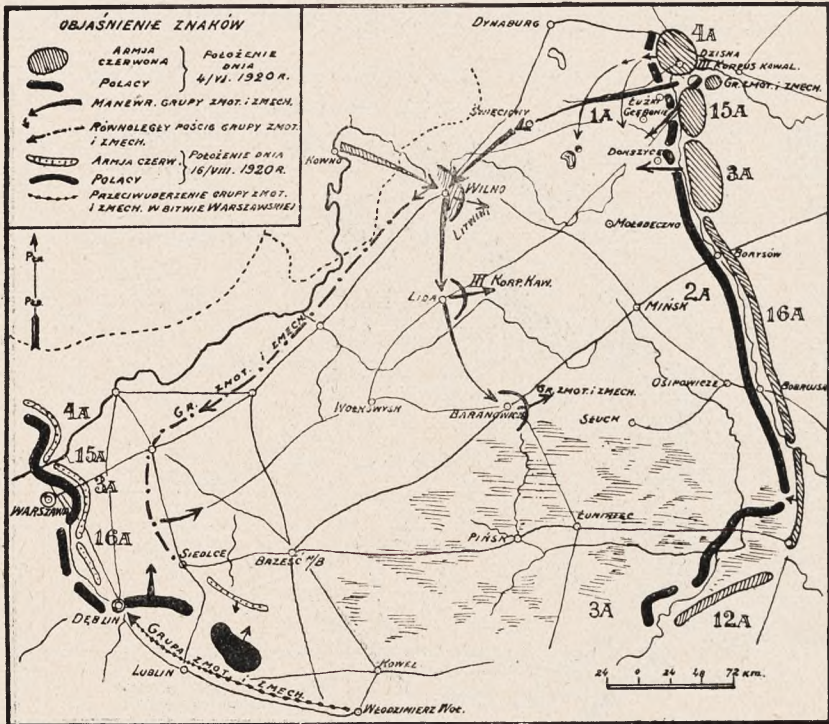 OBJAŚNIENIE ZNAKÓW
ARMJA
CZERWONA
POLACY
POŁOŻENIE
DNIA
4/VI. 1920 R.
MANEWR. GRUPY ZMOT. I ZMECH.
RÓWNOLEGŁY POŚCIG GRUPY ZMOT.
I ZMECH.
ARMJA CZERW.
POLACY
POŁOŻENIE DNIA
16/VIII. 1920 R.
PRZECIWUDERZENIE GRUPY ZMOT.
I ZMECH. W BITWIE WARSZAWSKIEJ
DYNABURG
4A
DZISNA
III KORPUS KAWAL.
GR. ZMOT. I ZMECH.
ŁUŻKI
GŁĘBOKIE
1A
15A
ŚWIĘCIANY
DOKSZYCE
3A
KOWNO
WILNO
LITWINI
MOŁODECZNO
BORYSÓW
LIDA
III KORP. KAW.
2A
MIŃSK
16A
GR. ZMOT. I ZMECH.
OSIPOWICZE
BOBRUJSK
WOŁKOWYSK
BARANOWICZE
GR. ZMOT. I ZMECH.
SŁUCK
4A
15A
3A
WARSZAWA
16A
SIEDLCE
BRZEŚĆ N/B
PIŃSK
ŁUNINIEC
3A
12A
DĘBLIN
GRUPA ZMOT. I ZMECH.
LUBLIN
KOWEL
WŁODZIMIERZ WOŁ.
24 0 24 48 72 KM.